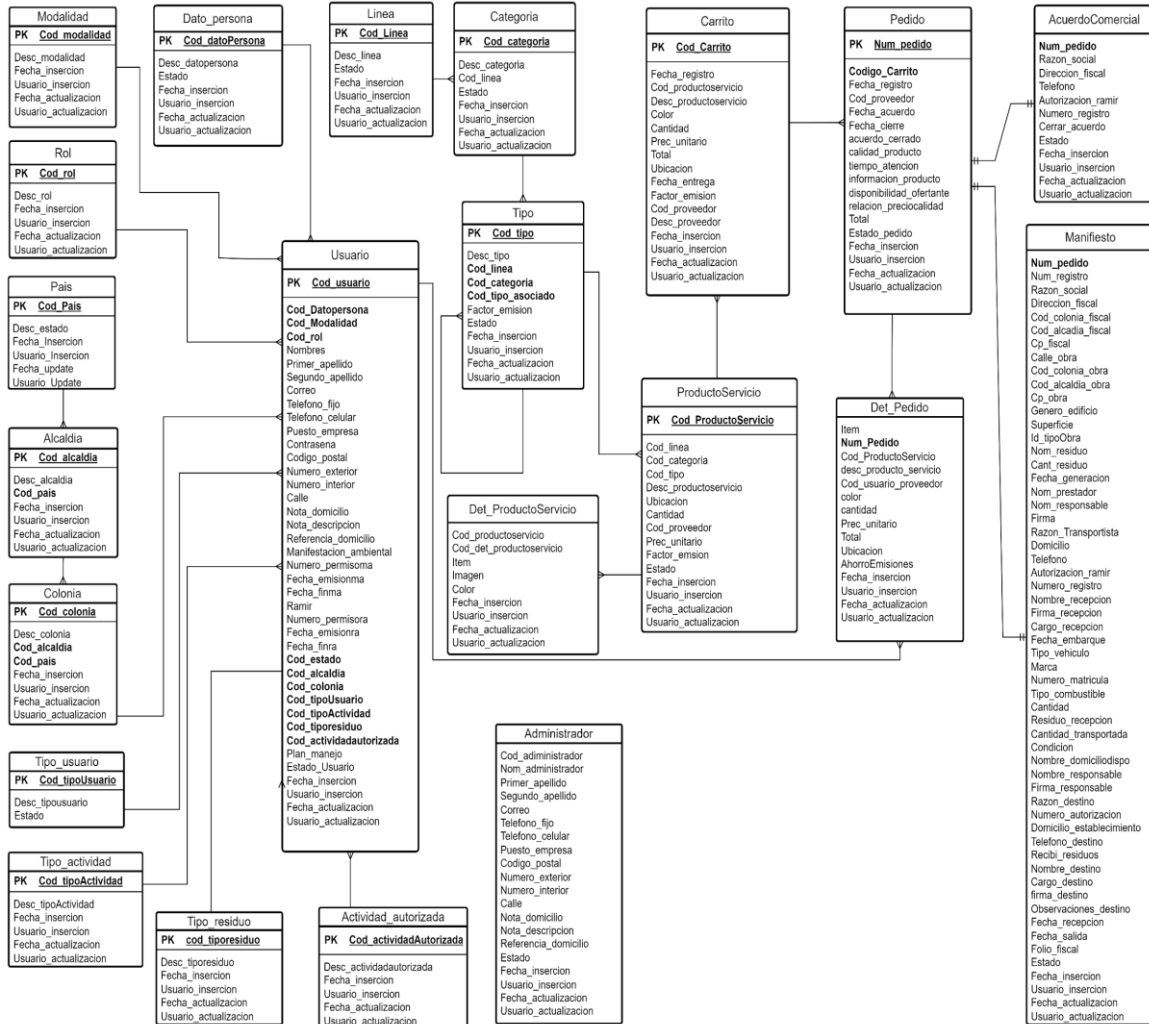 Modalidad
PK Cod_modalidad
Desc_modalidad
Fecha_insercion
Usuario_insercion
Fecha_actualizacion
Usuario_actualizacion
Dato_persona
PK Cod_datoPersona
Desc_datopersona
Estado
Fecha_insercion
Usuario_insercion
Fecha_actualizacion
Usuario_actualizacion
Linea
PK Cod_Linea
Desc_linea
Estado
Fecha_insercion
Usuario_insercion
Fecha_actualizacion
Usuario_actualizacion
Categoria
PK Cod_categoria
Desc_categoria
Cod_linea
Estado
Fecha_insercion
Usuario_insercion
Fecha_actualizacion
Usuario_actualizacion
Carrito
PK Cod_Carrito
Fecha_registro
Cod_productoservicio
Desc_productoservicio
Color
Cantidad
Prec_unitario
Total
Ubicacion
Fecha_entrega
Factor_emision
Cod_proveedor
Desc_proveedor
Fecha_insercion
Usuario_insercion
Fecha_actualizacion
Usuario_actualizacion
Pedido
PK Num_pedido
Codigo_Carrito
Fecha_registro
Cod_proveedor
Fecha_acuerdo
Fecha_cierre
acuerdo_cerrado
calidad_producto
tiempo_atencion
informacion_producto
disponibilidad_ofertante
relacion_preciocalidad
Total
Estado_pedido
Fecha_insercion
Usuario_insercion
Fecha_actualizacion
Usuario_actualizacion
AcuerdoComercial
Num_pedido
Razon_social
Direccion_fiscal
Telefono
Autorizacion_ramir
Numero_registro
Cerrar_acuerdo
Estado
Fecha_insercion
Usuario_insercion
Fecha_actualizacion
Usuario_actualizacion
Rol
PK Cod_rol
Desc_rol
Fecha_insercion
Usuario_insercion
Fecha_actualizacion
Usuario_actualizacion
Pais
PK Cod_Pais
Desc_estado
Fecha_Insercion
Usuario_Insercion
Fecha_update
Usuario_Update
Alcaldia
PK Cod_alcaldia
Desc_alcaldia
Cod_pais
Fecha_insercion
Usuario_insercion
Fecha_actualizacion
Usuario_actualizacion
Colonia
PK Cod_colonia
Desc_colonia
Cod_alcaldia
Cod_pais
Fecha_insercion
Usuario_insercion
Fecha_actualizacion
Usuario_actualizacion
Tipo_usuario
PK Cod_tipoUsuario
Desc_tipousuario
Estado
Tipo_actividad
PK Cod_tipoActividad
Desc_tipoActividad
Fecha_insercion
Usuario_insercion
Fecha_actualizacion
Usuario_actualizacion
Tipo_residuo
PK cod_tiporesiduo
Desc_tiporesiduo
Fecha_insercion
Usuario_insercion
Fecha_actualizacion
Usuario_actualizacion
Usuario
PK Cod_usuario
Cod_Datopersona
Cod_Modalidad
Cod_rol
Nombres
Primer_apellido
Segundo_apellido
Correo
Telefono_fijo
Telefono_celular
Puesto_empresa
Contrasena
Codigo_postal
Numero_exterior
Numero_interior
Calle
Nota_domicilio
Nota_descripcion
Referencia_domicilio
Manifestacion_ambiental
Numero_permisoma
Fecha_emisionma
Fecha_finma
Ramir
Numero_permisora
Fecha_emisionra
Fecha_finra
Cod_estado
Cod_alcaldia
Cod_colonia
Cod_tipoUsuario
Cod_tipoActividad
Cod_tiporesiduo
Cod_actividadautorizada
Plan_manejo
Estado_Usuario
Fecha_insercion
Usuario_insercion
Fecha_actualizacion
Usuario_actualizacion
Actividad_autorizada
PK Cod_actividadAutorizada
Desc_actividadautorizada
Fecha_insercion
Usuario_insercion
Fecha_actualizacion
Usuario_actualizacion
Tipo
PK Cod_tipo
Desc_tipo
Cod_linea
Cod_categoria
Cod_tipo_asociado
Factor_emision
Estado
Fecha_insercion
Usuario_insercion
Fecha_actualizacion
Usuario_actualizacion
Det_ProductoServicio
Cod_productoservicio
Cod_det_productoservicio
Item
Imagen
Color
Fecha_insercion
Usuario_insercion
Fecha_actualizacion
Usuario_actualizacion
ProductoServicio
PK Cod_ProductoServicio
Cod_linea
Cod_categoria
Cod_tipo
Desc_productoservicio
Ubicacion
Cantidad
Cod_proveedor
Prec_unitario
Factor_emsion
Estado
Fecha_insercion
Usuario_insercion
Fecha_actualizacion
Usuario_actualizacion
Det_Pedido
Item
Num_Pedido
Cod_ProductoServicio
desc_producto_servicio
Cod_usuario_proveedor
color
cantidad
Prec_unitario
Total
Ubicacion
AhorroEmisiones
Fecha_insercion
Usuario_insercion
Fecha_actualizacion
Usuario_actualizacion
Administrador
Cod_administrador
Nom_administrador
Primer_apellido
Segundo_apellido
Correo
Telefono_fijo
Telefono_celular
Puesto_empresa
Codigo_postal
Numero_exterior
Numero_interior
Calle
Nota_domicilio
Nota_descripcion
Referencia_domicilio
Estado
Fecha_insercion
Usuario_insercion
Fecha_actualizacion
Usuario_actualizacion
Manifiesto
Num_pedido
Num_registro
Razon_social
Direccion_fiscal
Cod_colonia_fiscal
Cod_alcadia_fiscal
Cp_fiscal
Calle_obra
Cod_colonia_obra
Cod_alcaldia_obra
Cp_obra
Genero_edificio
Superficie
Id_tipoObra
Nom_residuo
Cant_residuo
Fecha_generacion
Nom_prestador
Nom_responsable
Firma
Razon_Transportista
Domicilio
Telefono
Autorizacion_ramir
Numero_registro
Nombre_recepcion
Firma_recepcion
Cargo_recepcion
Fecha_embarque
Tipo_vehiculo
Marca
Numero_matricula
Tipo_combustible
Cantidad
Residuo_recepcion
Cantidad_transportada
Condicion
Nombre_domiciliodispo
Nombre_responsable
Firma_responsable
Razon_destino
Numero_autorizacion
Domicilio_establecimiento
Telefono_destino
Recibi_residuos
Nombre_destino
Cargo_destino
firma_destino
Observaciones_destino
Fecha_recepcion
Fecha_salida
Folio_fiscal
Estado
Fecha_insercion
Usuario_insercion
Fecha_actualizacion
Usuario_actualizacion